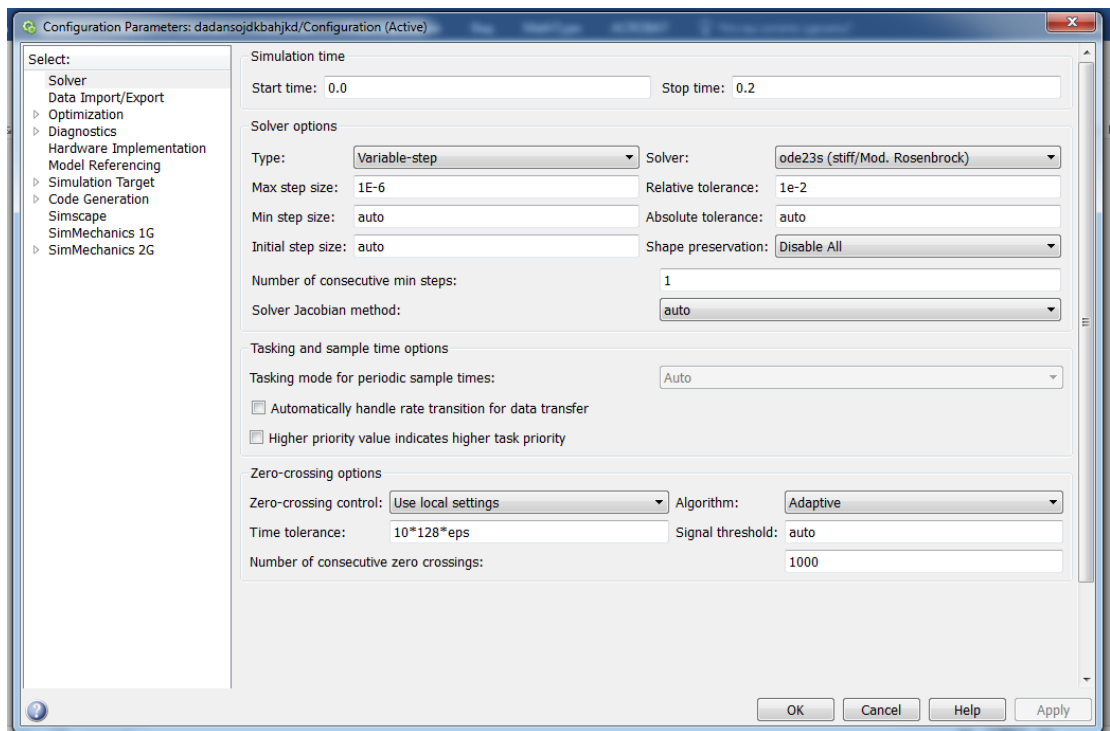 Configuration Parameters: dadansojdkbahjkd/Configuration (Active)
Select:
Solver
Data Import/Export
Optimization
Diagnostics
Hardware Implementation
Model Referencing
Simulation Target
Code Generation
Simscape
SimMechanics 1G
SimMechanics 2G
Simulation time
Start time: 0.0 Stop time: 0.2
Solver options
Type: Variable-step Solver: ode23s (stiff/Mod. Rosenbrock)
Max step size: 1E-6 Relative tolerance: 1e-2
Min step size: auto Absolute tolerance: auto
Initial step size: auto Shape preservation: Disable All
Number of consecutive min steps: 1
Solver Jacobian method: auto
Tasking and sample time options
Tasking mode for periodic sample times: Auto
Automatically handle rate transition for data transfer
Higher priority value indicates higher task priority
Zero-crossing options
Zero-crossing control: Use local settings Algorithm: Adaptive
Time tolerance: 10*128*eps Signal threshold: auto
Number of consecutive zero crossings: 1000
OK Cancel Help Apply